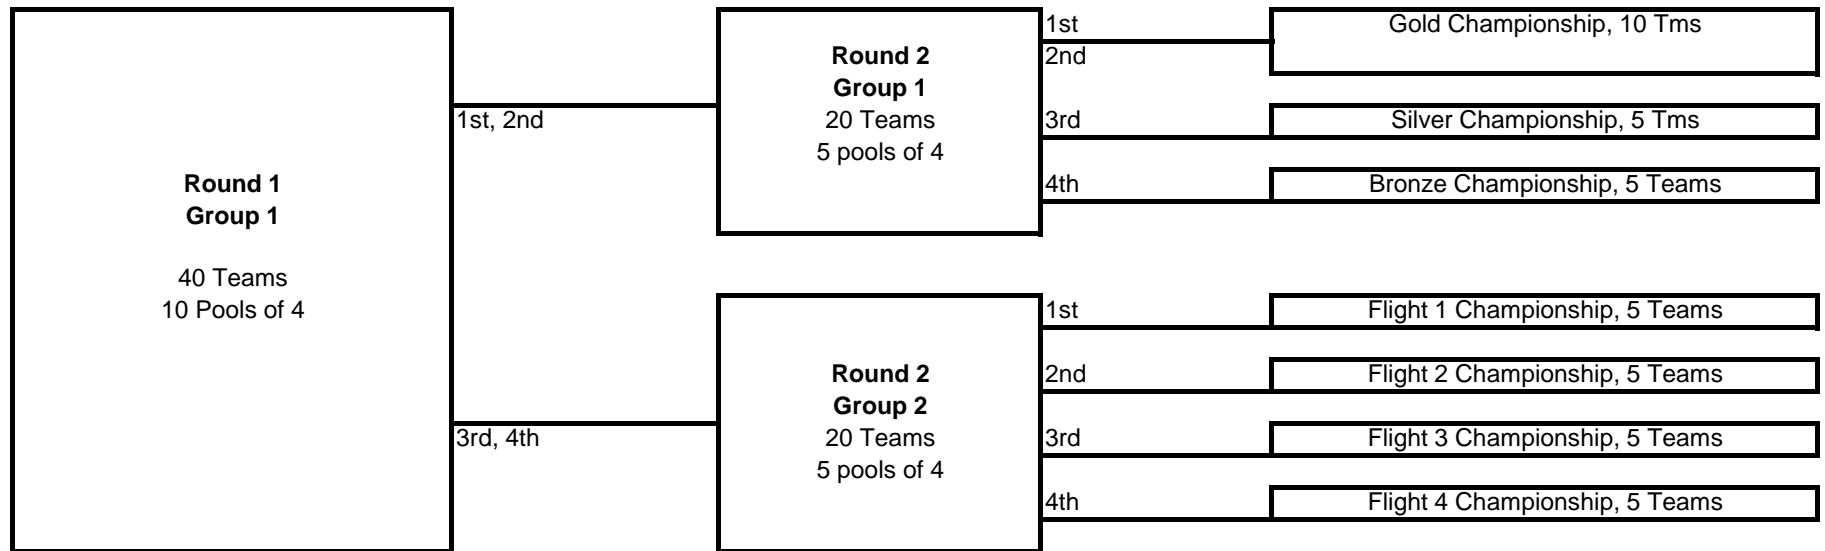 Round 1
Group 1
40 Teams
10 Pools of 4
1st, 2nd
3rd, 4th
Round 2
Group 1
20 Teams
5 pools of 4
1st
2nd
3rd
4th
Gold Championship, 10 Tms
Silver Championship, 5 Tms
Bronze Championship, 5 Teams
Round 2
Group 2
20 Teams
5 pools of 4
1st
2nd
3rd
4th
Flight 1 Championship, 5 Teams
Flight 2 Championship, 5 Teams
Flight 3 Championship, 5 Teams
Flight 4 Championship, 5 Teams